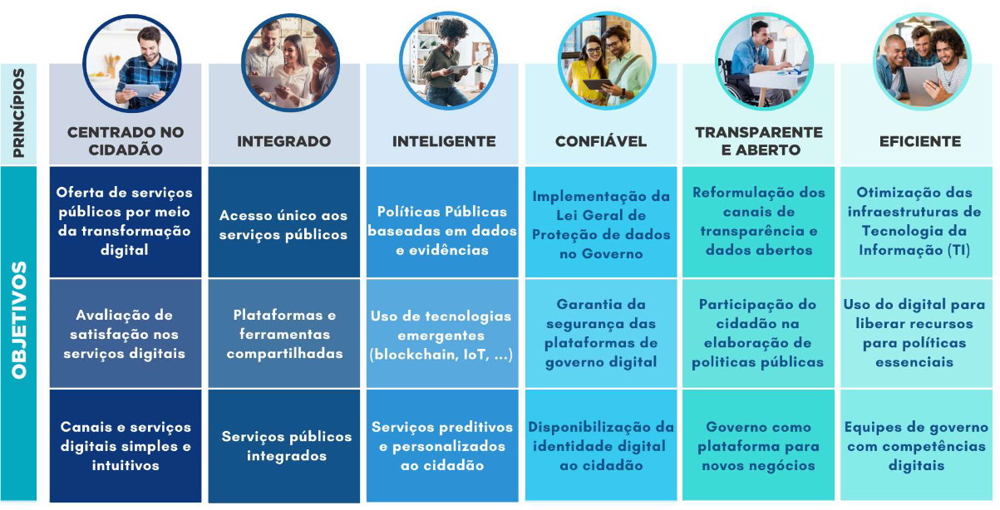 PRINCÍPIOS
CENTRADO NO
CIDADÃO
INTEGRADO
INTELIGENTE
CONFIÁVEL
TRANSPARENTE
E ABERTO
EFICIENTE
OBJETIVOS
Oferta de serviços
públicos por meio
da transformação
digital
Acesso único aos
serviços públicos
Políticas Públicas
baseadas em dados
e evidências
Implementação da
Lei Geral de
Proteção de dados
no Governo
Reformulação dos
canais de
transparência e
dados abertos
Otimização das
infraestruturas de
Tecnologia da
Informação (TI)
Avaliação de
satisfação nos
serviços digitais
Plataformas e
ferramentas
compartilhadas
Uso de tecnologias
emergentes
(blockchain, IoT, ...)
Garantia da
segurança das
plataformas de
governo digital
Participação do
cidadão na
elaboração de
politicas públicas
Uso do digital para
liberar recursos
para políticas
essenciais
Canais e serviços
digitais simples e
intuitivos
Serviços públicos
integrados
Serviços preditivos
e personalizados
ao cidadão
Disponibilização da
identidade digital
ao cidadão
Governo como
plataforma para
novos negócios
Equipes de governo
com competências
digitais